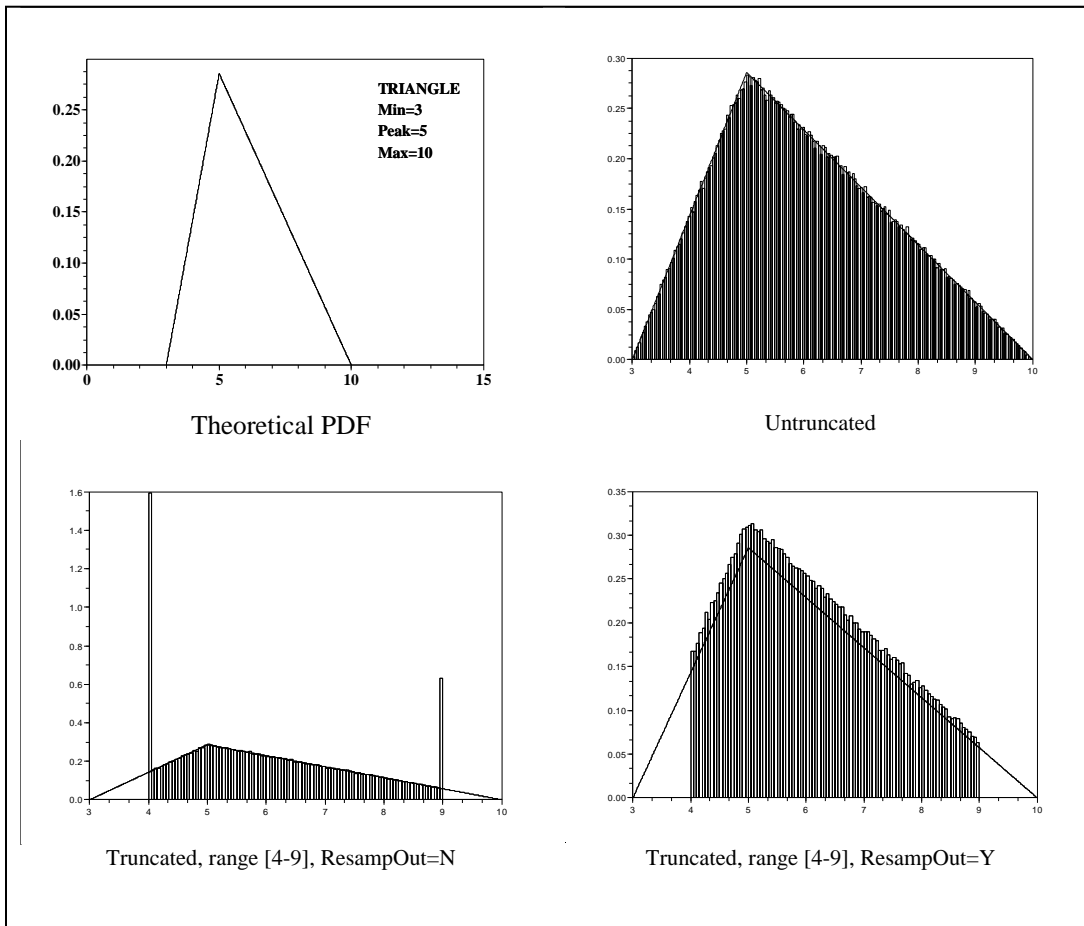 0.25
0.20
0.15
0.10
0.05
0.00
0 5 10 15
TRIANGLE
Min=3
Peak=5
Max=10
Theoretical PDF
0.30
0.25
0.20
0.15
0.10
0.05
0.00
3 4 5 6 7 8 9 10
Untruncated
1.6
1.4
1.2
1.0
0.8
0.6
0.4
0.2
0.0
3 4 5 6 7 8 9 10
Truncated, range [4-9], ResampOut=N
0.35
0.30
0.25
0.20
0.15
0.10
0.05
0.00
3 4 5 6 7 8 9 10
Truncated, range [4-9], ResampOut=Y